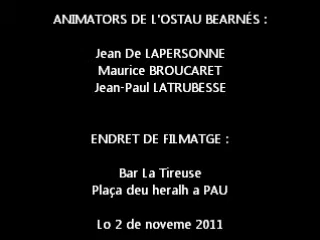 ANIMATORS DE L'OSTAU BEARNÉS :
Jean De LAPERSONNE
Maurice BROUCARET
Jean-Paul LATRUBESSE
ENDRET DE FILMATGE :
Bar La Tireuse
Plaça deu heralh a PAU
Lo 2 de noveme 2011